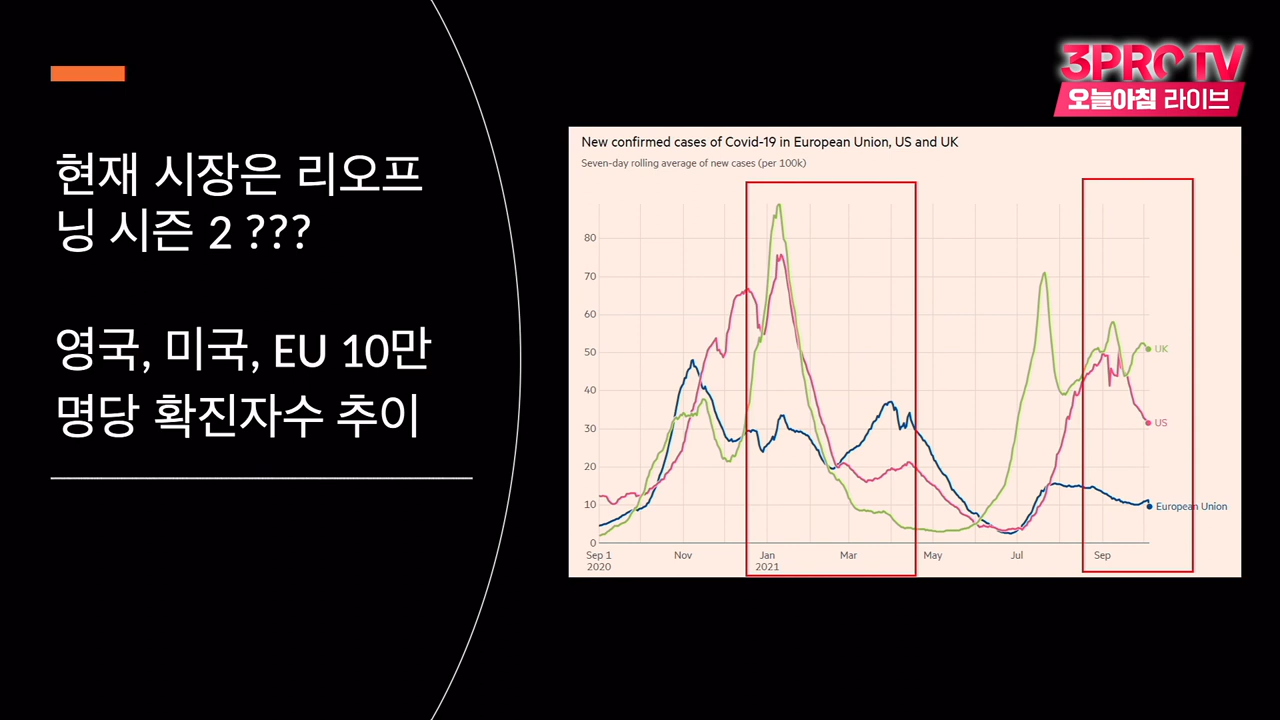 3PRO TV
오늘아침 라이브
현재 시장은 리오프
닝 시즌 2 ???
영국, 미국, EU 10만
명당 확진자수 추이
New confirmed cases of Covid-19 in European Union, US and UK
Seven-day rolling average of new cases (per 100k)
80
70
60
50
40
30
20
10
0
UK
US
European Union
Sep 1 Nov Jan Mar May Jul Sep
2020 2021